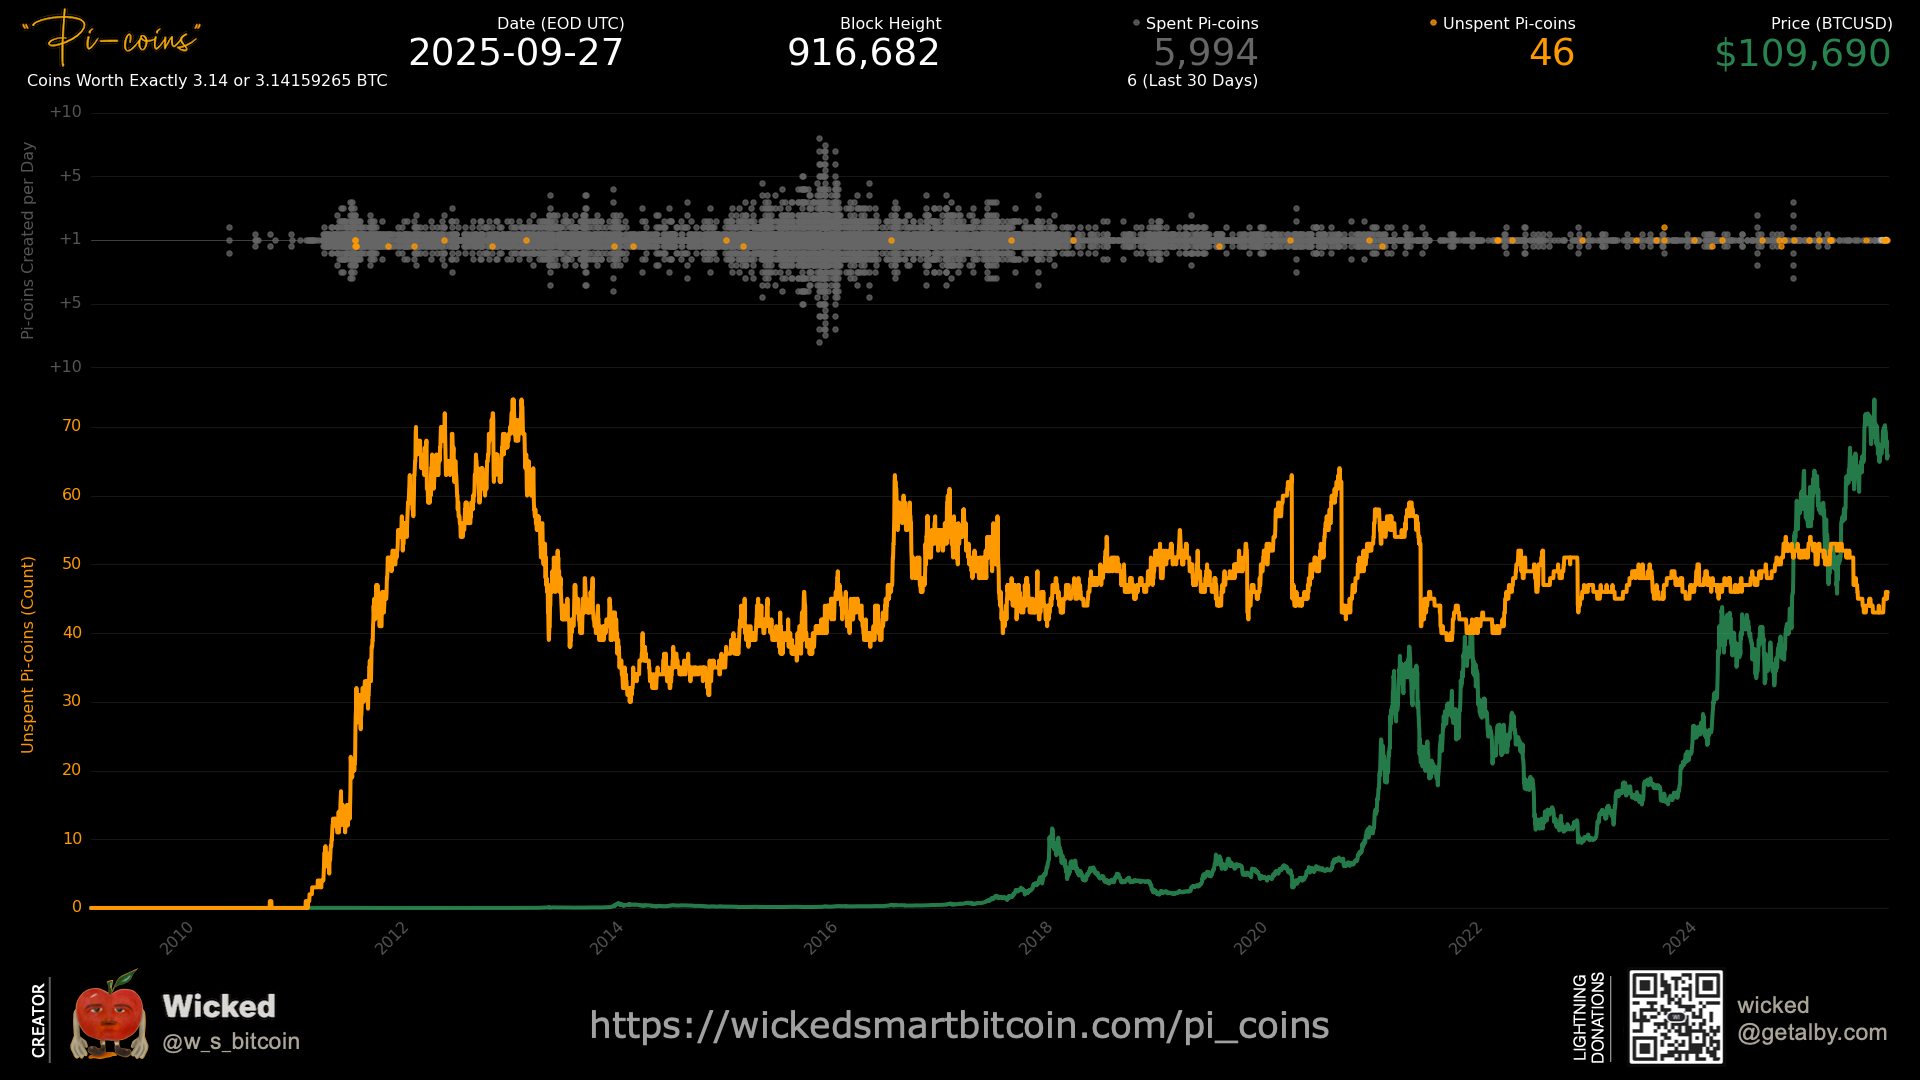 "Pi-coins"
Coins Worth Exactly 3.14 or 3.14159265 BTC
Date (EOD UTC)
2025-09-27
Block Height
916,682
Spent Pi-coins
5,994
6 (Last 30 Days)
Unspent Pi-coins
46
Price (BTCUSD)
$109,690
Pi-coins Created per Day
+10
+5
+1
+5
+10
Unspent Pi-coins (Count)
70
60
50
40
30
20
10
0
2010
2012
2014
2016
2018
2020
2022
2024
CREATOR
Wicked
@w_s_bitcoin
https://wickedsmartbitcoin.com/pi_coins
LIGHTNING
DONATIONS
wicked
@getalby.com